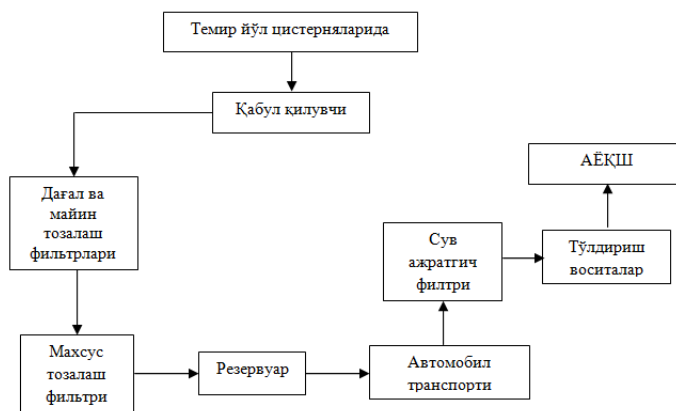 Темир йўл цистерняларида
Қабул қилувчи
Дағал ва
майин
тозалаш
фильтрлари
Махсус
тозалаш
фильтри
Резервуар
Автомобил
транспорти
Сув
ажратгич
филтри
Тўлдириш
воситалар
АЁҚШ